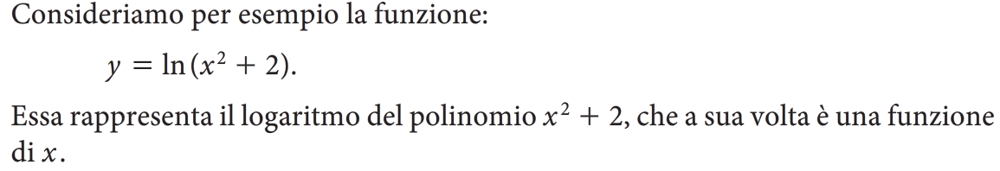 Consideriamo per esempio la funzione:
y = ln(x² + 2).
Essa rappresenta il logaritmo del polinomio x² + 2, che a sua volta è una funzione
di x.